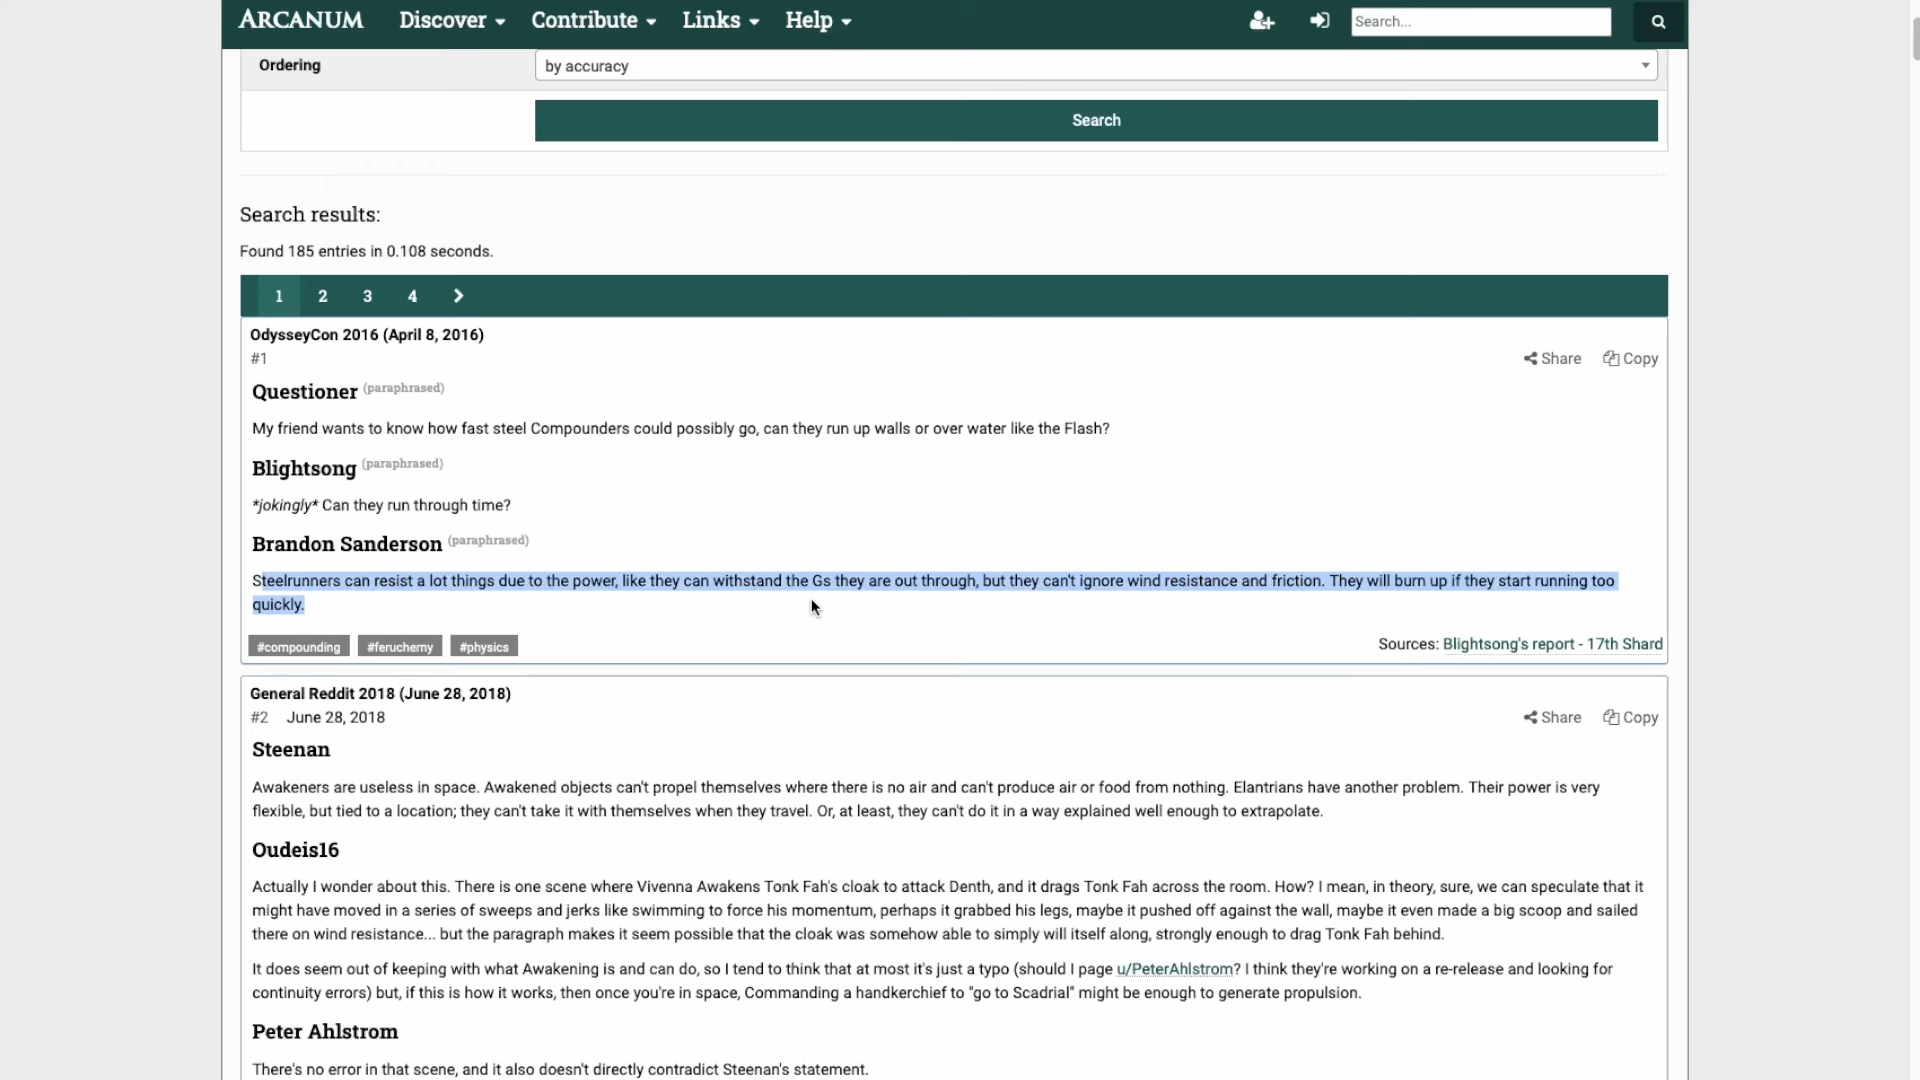 ARCANUM Discover Contribute Links Help Search...
Ordering by accuracy
Search
Search results:
Found 185 entries in 0.108 seconds.
1 2 3 4
OdysseyCon 2016 (April 8, 2016)
#1 Share Copy
Questioner (paraphrased)
My friend wants to know how fast steel Compounders could possibly go, can they run up walls or over water like the Flash?
Blightsong (paraphrased)
*jokingly* Can they run through time?
Brandon Sanderson (paraphrased)
Steelrunners can resist a lot things due to the power, like they can withstand the Gs they are out through, but they can't ignore wind resistance and friction. They will burn up if they start running too
quickly.
#compounding #feruchemy #physics Sources: Blightsong's report - 17th Shard
General Reddit 2018 (June 28, 2018)
#2 June 28, 2018 Share Copy
Steenan
Awakeners are useless in space. Awakened objects can't propel themselves where there is no air and can't produce air or food from nothing. Elantrians have another problem. Their power is very
flexible, but tied to a location; they can't take it with themselves when they travel. Or, at least, they can't do it in a way explained well enough to extrapolate.
Oudeis16
Actually I wonder about this. There is one scene where Vivenna Awakens Tonk Fah's cloak to attack Denth, and it drags Tonk Fah across the room. How? I mean, in theory, sure, we can speculate that it
might have moved in a series of sweeps and jerks like swimming to force his momentum, perhaps it grabbed his legs, maybe it pushed off against the wall, maybe it even made a big scoop and sailed
there on wind resistance... but the paragraph makes it seem possible that the cloak was somehow able to simply will itself along, strongly enough to drag Tonk Fah behind.
It does seem out of keeping with what Awakening is and can do, so I tend to think that at most it's just a typo (should I page u/PeterAhlstrom? I think they're working on a re-release and looking for
continuity errors) but, if this is how it works, then once you're in space, Commanding a handkerchief to "go to Scadrial" might be enough to generate propulsion.
Peter Ahlstrom
There's no error in that scene, and it also doesn't directly contradict Steenan's statement.